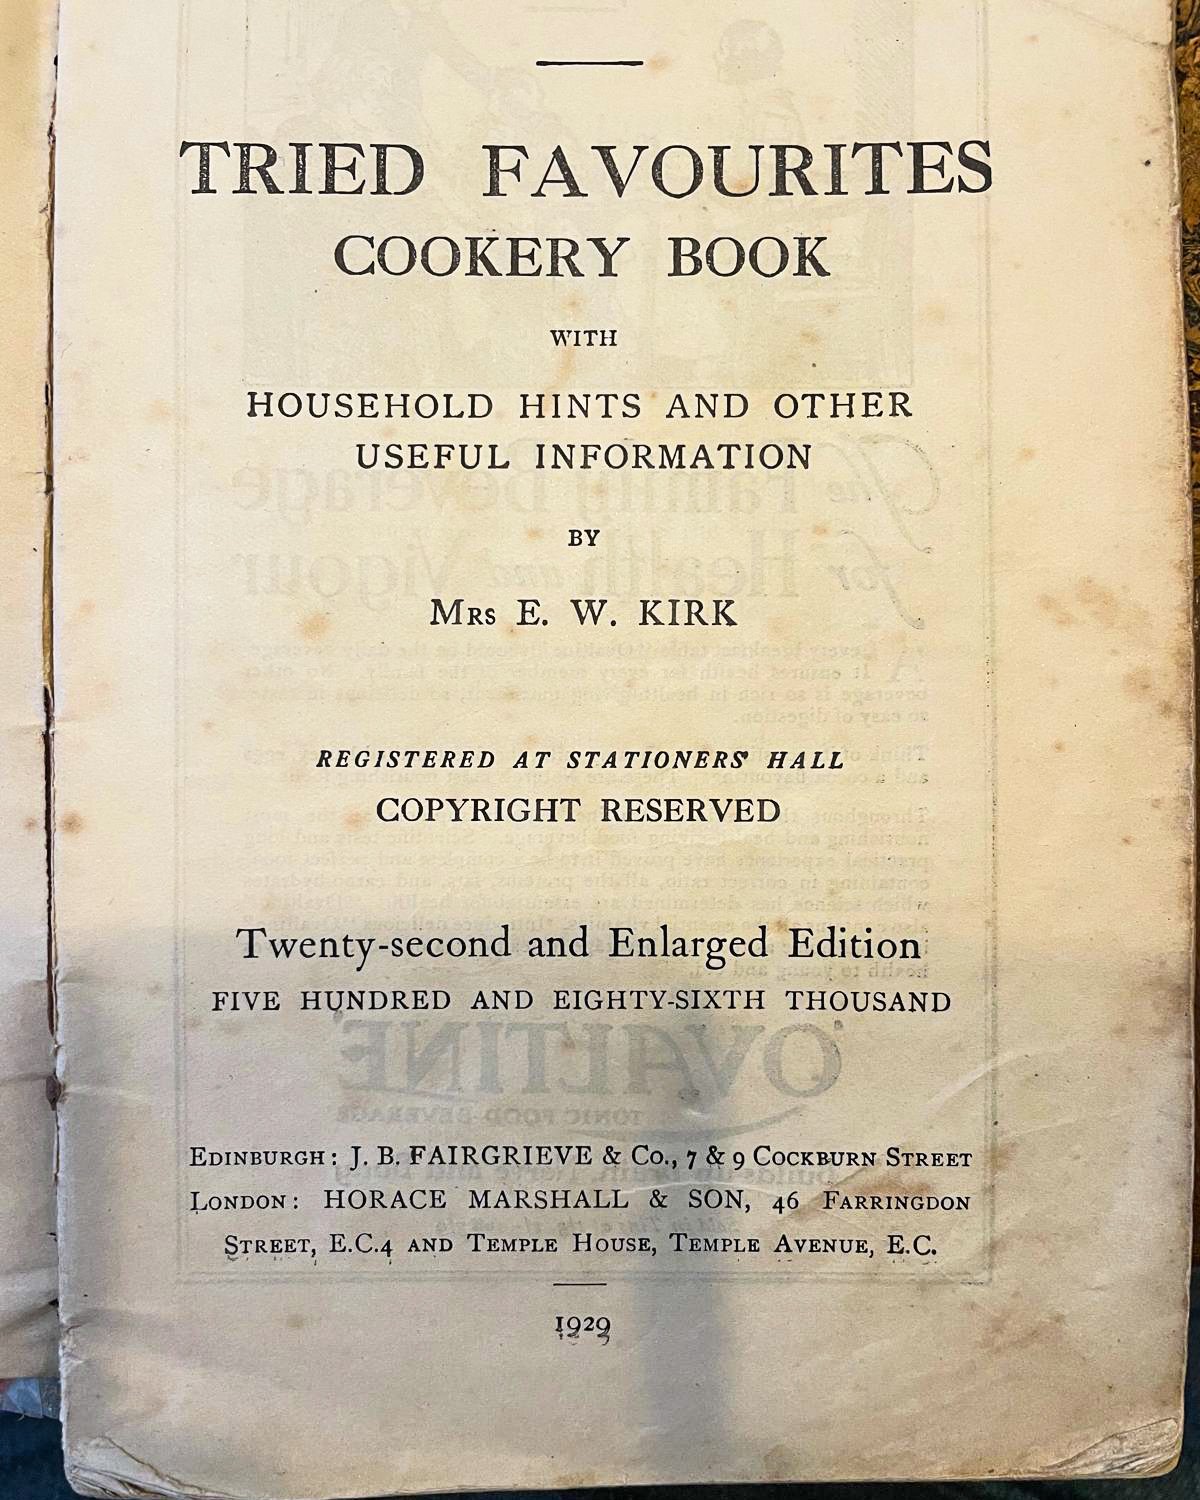 TRIED FAVOURITES
COOKERY BOOK
WITH
HOUSEHOLD HINTS AND OTHER
USEFUL INFORMATION
BY
MRS E. W. KIRK
REGISTERED AT STATIONERS' HALL
COPYRIGHT RESERVED
Twenty-second and Enlarged Edition
FIVE HUNDRED AND EIGHTY-SIXTH THOUSAND
EDINBURGH: J. B. FAIRGRIEVE & Co., 7 & 9 COCKBURN STREET
LONDON: HORACE MARSHALL & SON, 46 FARRINGDON
STREET, E.C.4 AND TEMPLE HOUSE, TEMPLE AVENUE, E.C.
1929